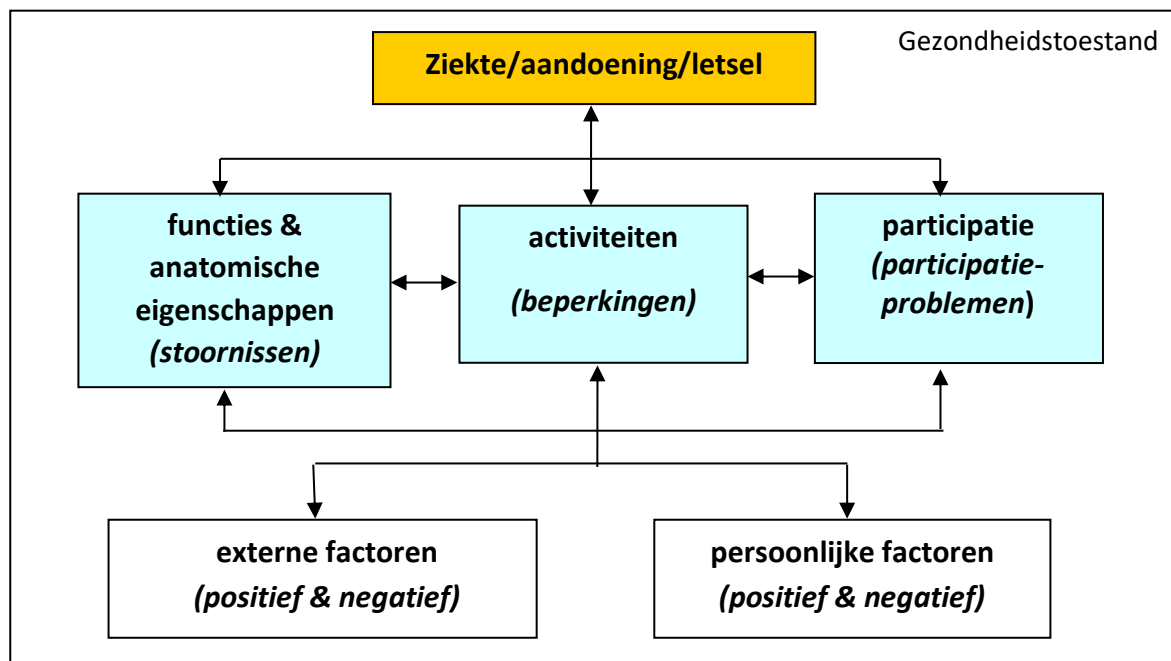 Gezondheidstoestand
Ziekte/aandoening/letsel
functies &
anatomische
eigenschappen
(stoornissen)
activiteiten
(beperkingen)
participatie
(participatie-
problemen)
externe factoren
(positief & negatief)
persoonlijke factoren
(positief & negatief)